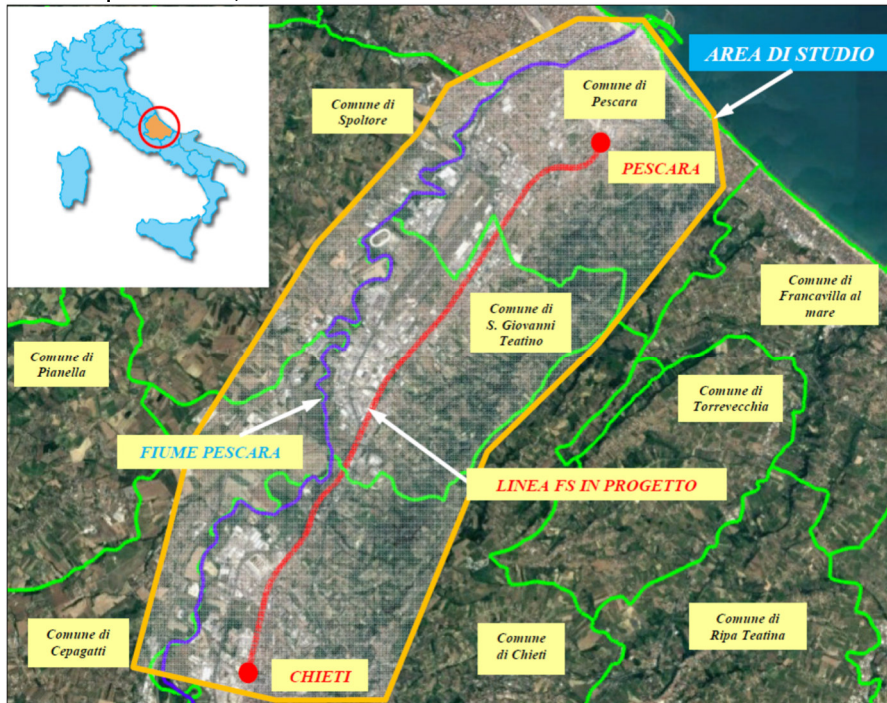 AREA DI STUDIO
Comune di
Pescara
Comune di
Spoltore
PESCARA
Comune di
Francavilla al
mare
Comune di
S. Giovanni
Teatino
Comune di
Pianella
Comune di
Torrevecchia
FIUME PESCARA
LINEA FS IN PROGETTO
Comune di
Cepagatti
CHIETI
Comune
di Chieti
Comune di
Ripa Teatina